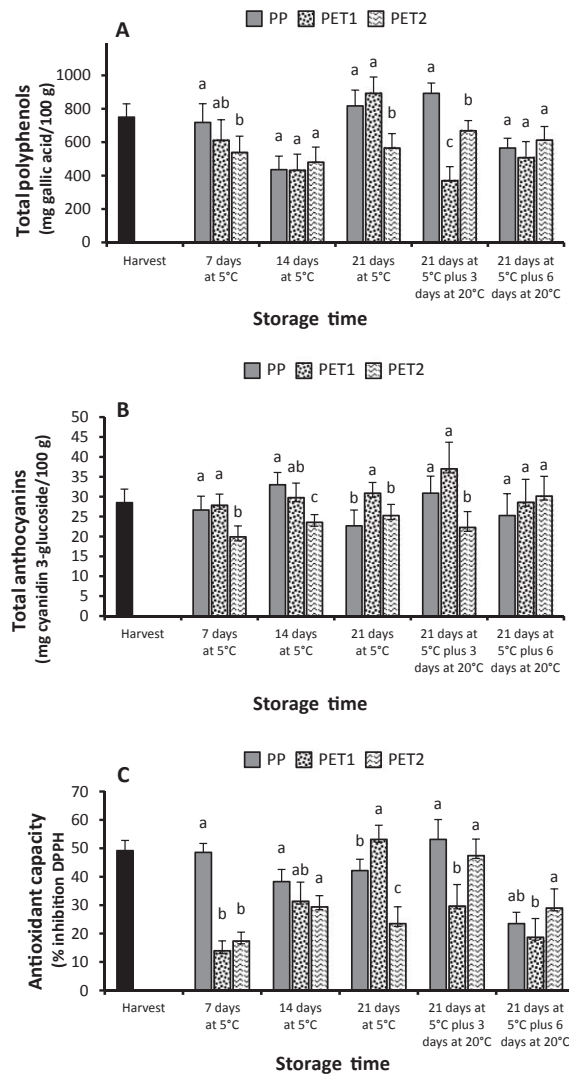 PP PET1 PET2
A
Total polyphenols
(mg gallic acid/100 g)
1000
800
600
400
200
0
a ab b
a a a
a a b
a c b
a a a
Harvest
7 days
at 5°C
14 days
at 5°C
21 days
at 5°C
21 days at
5°C plus 3
days at 20°C
21 days at
5°C plus 6
days at 20°C
Storage time
PP PET1 PET2
B
Total anthocyanins
(mg cyanidin 3-glucoside/100 g)
50
45
40
35
30
25
20
15
10
5
0
a a b
a ab c
b a b
a a b
a a a
Harvest
7 days
at 5°C
14 days
at 5°C
21 days
at 5°C
21 days at
5°C plus 3
days at 20°C
21 days at
5°C plus 6
days at 20°C
Storage time
PP PET1 PET2
C
Antioxidant capacity
(% inhibition DPPH)
70
60
50
40
30
20
10
0
a b b
a ab a
b a c
a b a
ab b a
Harvest
7 days
at 5°C
14 days
at 5°C
21 days
at 5°C
21 days at
5°C plus 3
days at 20°C
21 days at
5°C plus 6
days at 20°C
Storage time